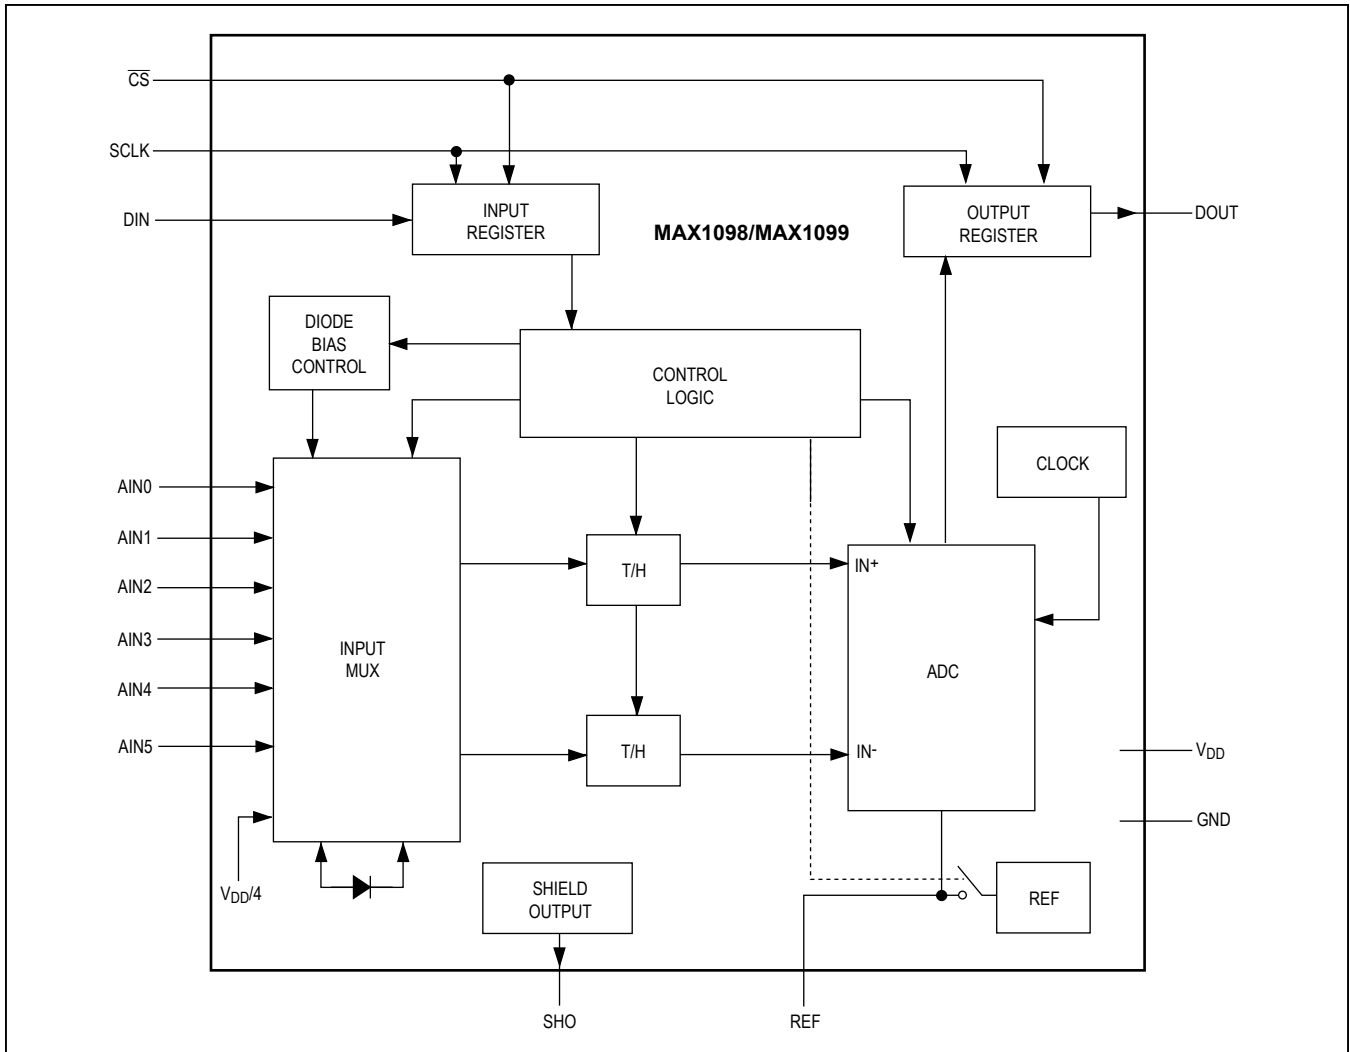 CS
SCLK
DIN
INPUT
REGISTER
MAX1098/MAX1099
OUTPUT
REGISTER
DOUT
DIODE
BIAS
CONTROL
CONTROL
LOGIC
CLOCK
AIN0
AIN1
AIN2
AIN3
AIN4
AIN5
INPUT
MUX
T/H
T/H
IN+
ADC
IN-
VDD
GND
VDD/4
SHIELD
OUTPUT
REF
SHO
REF